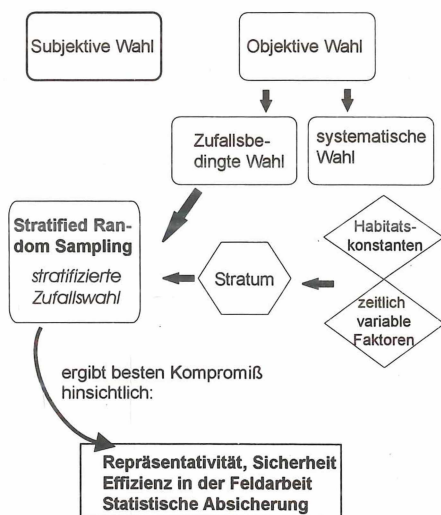 Subjektive Wahl
Objektive Wahl
Zufallsbe-
dingte Wahl
systematische
Wahl
Stratified Ran-
dom Sampling
stratifizierte
Zufallswahl
Stratum
Habitats-
konstanten
zeitlich
variable
Faktoren
ergibt besten Kompromiß
hinsichtlich:
Repräsentativität, Sicherheit
Effizienz in der Feldarbeit
Statistische Absicherung